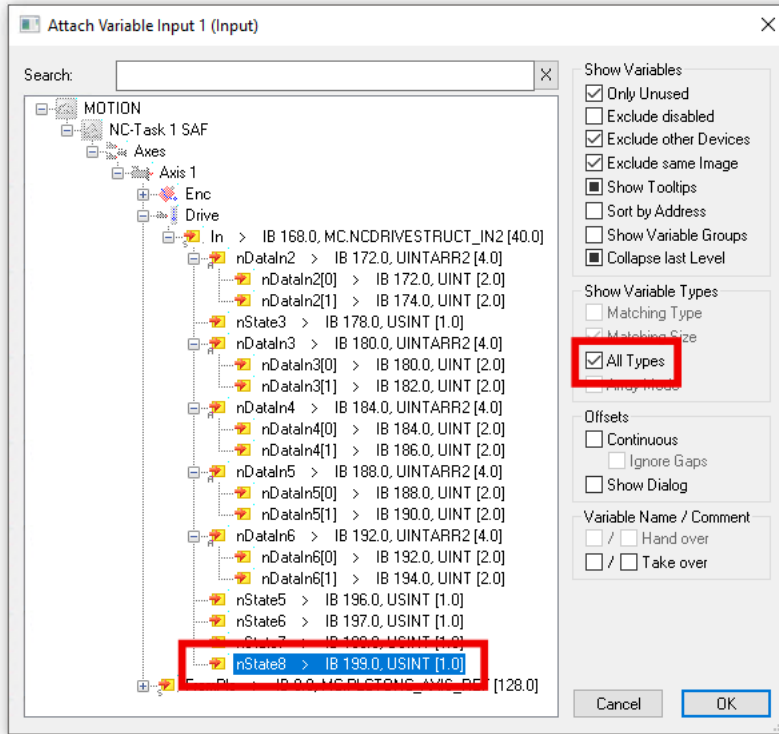 Attach Variable Input 1 (Input)
Search:
X
MOTION
NC-Task 1 SAF
Axes
Axis 1
Enc
Drive
In > IB 168.0, MC.NCDRIVESTRUCT_IN2 [40.0]
nDataIn2 > IB 172.0, UINTARR2 [4.0]
nDataIn2[0] > IB 172.0, UINT [2.0]
nDataIn2[1] > IB 174.0, UINT [2.0]
nState3 > IB 178.0, USINT [1.0]
nDataIn3 > IB 180.0, UINTARR2 [4.0]
nDataIn3[0] > IB 180.0, UINT [2.0]
nDataIn3[1] > IB 182.0, UINT [2.0]
nDataIn4 > IB 184.0, UINTARR2 [4.0]
nDataIn4[0] > IB 184.0, UINT [2.0]
nDataIn4[1] > IB 186.0, UINT [2.0]
nDataIn5 > IB 188.0, UINTARR2 [4.0]
nDataIn5[0] > IB 188.0, UINT [2.0]
nDataIn5[1] > IB 190.0, UINT [2.0]
nDataIn6 > IB 192.0, UINTARR2 [4.0]
nDataIn6[0] > IB 192.0, UINT [2.0]
nDataIn6[1] > IB 194.0, UINT [2.0]
nState5 > IB 196.0, USINT [1.0]
nState6 > IB 197.0, USINT [1.0]
nState7 > IB 198.0, USINT [1.0]
nState8 > IB 199.0, USINT [1.0]
[128.0]
Show Variables
Only Unused
Exclude disabled
Exclude other Devices
Exclude same Image
Show Tooltips
Sort by Address
Show Variable Groups
Collapse last Level
Show Variable Types
Matching Type
Matching Size
All Types
Array Mode
Offsets
Continuous
Ignore Gaps
Show Dialog
Variable Name / Comment
/ Hand over
/ Take over
Cancel
OK